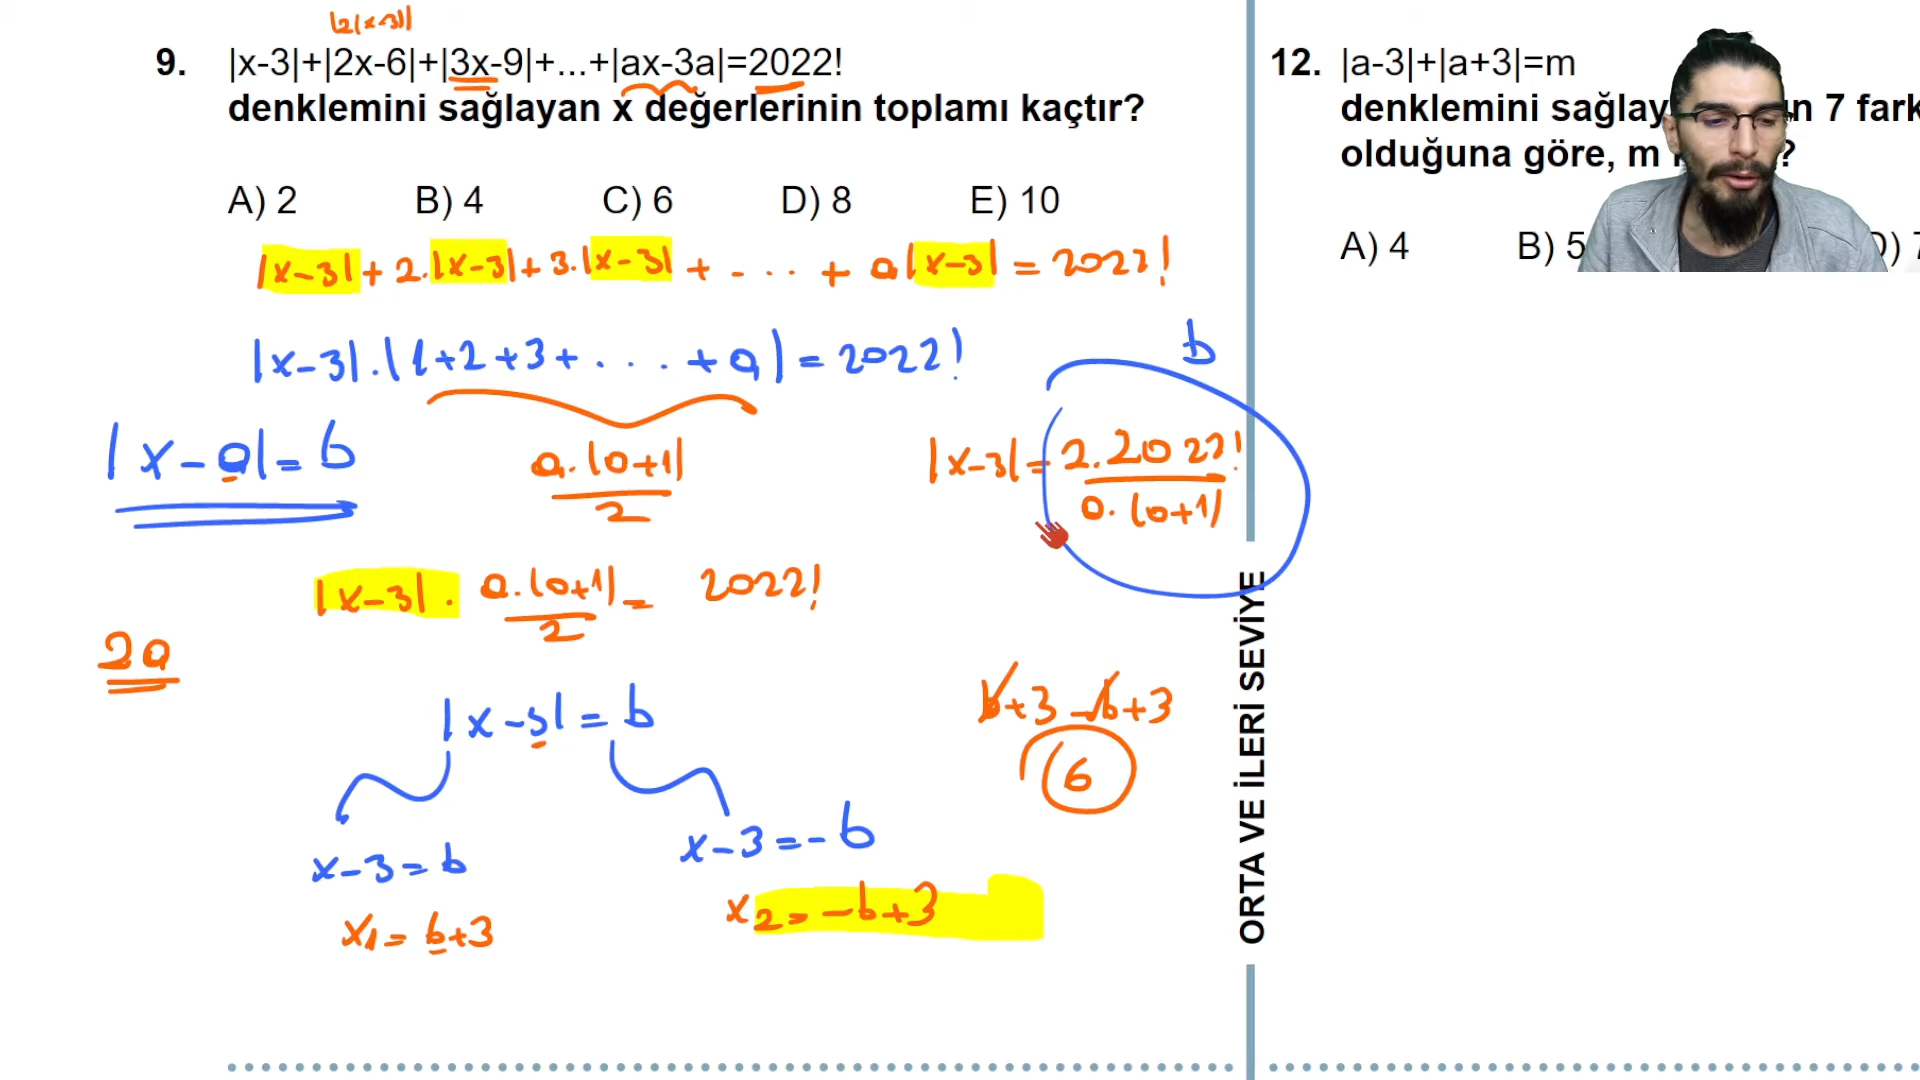 |2(x-3)|
9. |x-3|+|2x-6|+|3x-9|+...+|ax-3a|=2022!
denklemini sağlayan x değerlerinin toplamı kaçtır?
A) 2 B) 4 C) 6 D) 8 E) 10
|x-3| + 2.|x-3| + 3.|x-3| + . . . + a|x-3| = 2022!
|x-3|.(1+2+3+ . . . . +a) = 2022!
|x-a| = b
a.(a+1)
2
b
|x-3| = 2.2022!
a.(a+1)
|x-3| . a.(a+1) = 2022!
2
2a
|x-3| = b
b+3 -b+3
6
x-3 = b
x-3 = -b
x1 = b+3
x2 = -b+3
ORTA VE İLERİ SEVİYE
12. |a-3|+|a+3|=m
denklemini sağlay n 7 fark
olduğuna göre, m ?
A) 4 B) 5 D) 7